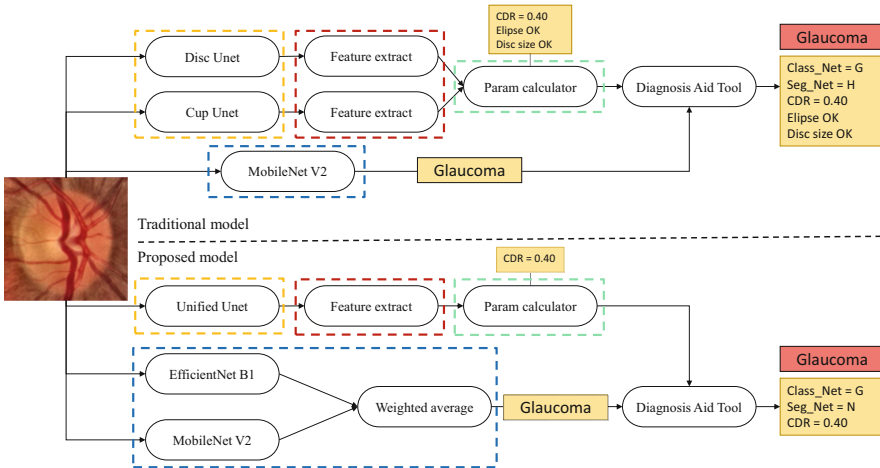 CDR = 0.40
Elipse OK
Disc size OK
Glaucoma
Disc Unet
Feature extract
Param calculator
Diagnosis Aid Tool
Class_Net = G
Seg_Net = H
CDR = 0.40
Elipse OK
Disc size OK
Cup Unet
Feature extract
MobileNet V2
Glaucoma
Traditional model
Proposed model
CDR = 0.40
Unified Unet
Feature extract
Param calculator
EfficientNet B1
Weighted average
Glaucoma
Diagnosis Aid Tool
Glaucoma
Class_Net = G
Seg_Net = N
CDR = 0.40
MobileNet V2